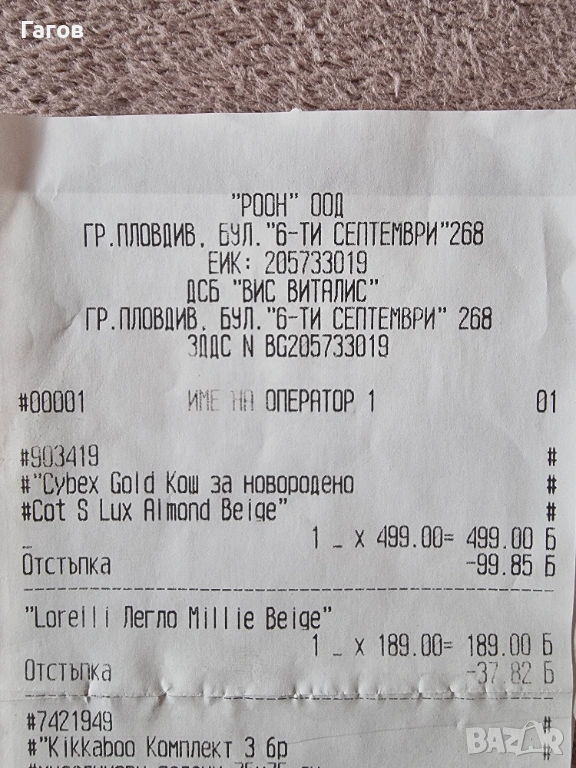 Гагов
"РООН" ООД
ГР.ПЛОВДИВ, БУЛ."6-ТИ СЕПТЕМВРИ"268
ЕИК: 205733019
ДСБ "ВИС ВИТАЛИС"
ГР.ПЛОВДИВ, БУЛ."6-ТИ СЕПТЕМВРИ" 268
ЗДДС N BG205733019
#00001 ИМЕ НА ОПЕРАТОР 1 01
#903419 #
#"Cybex Gold Кош за новородено #
#Cot S Lux Almond Beige" #
1 _ x 499.00= 499.00 Б
Отстъпка -99.85 Б
"Lorelli Легло Millie Beige"
1 _ x 189.00= 189.00 Б
Отстъпка -37.82 Б
#7421949 #
#"Kikkaboo Комплект 3 бр #
BAZAR